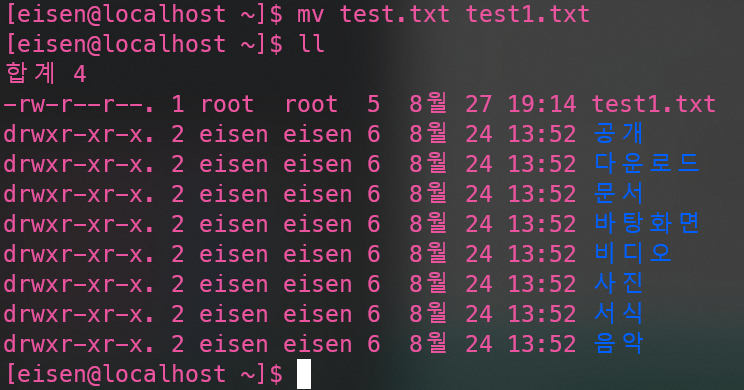 [eisen@localhost ~]$ mv test.txt test1.txt
[eisen@localhost ~]$ ll
합계 4
-rw-r--r--. 1 root  root  5  8월 27 19:14 test1.txt
drwxr-xr-x. 2 eisen eisen 6  8월 24 13:52 공개
drwxr-xr-x. 2 eisen eisen 6  8월 24 13:52 다운로드
drwxr-xr-x. 2 eisen eisen 6  8월 24 13:52 문서
drwxr-xr-x. 2 eisen eisen 6  8월 24 13:52 바탕화면
drwxr-xr-x. 2 eisen eisen 6  8월 24 13:52 비디오
drwxr-xr-x. 2 eisen eisen 6  8월 24 13:52 사진
drwxr-xr-x. 2 eisen eisen 6  8월 24 13:52 서식
drwxr-xr-x. 2 eisen eisen 6  8월 24 13:52 음악
[eisen@localhost ~]$